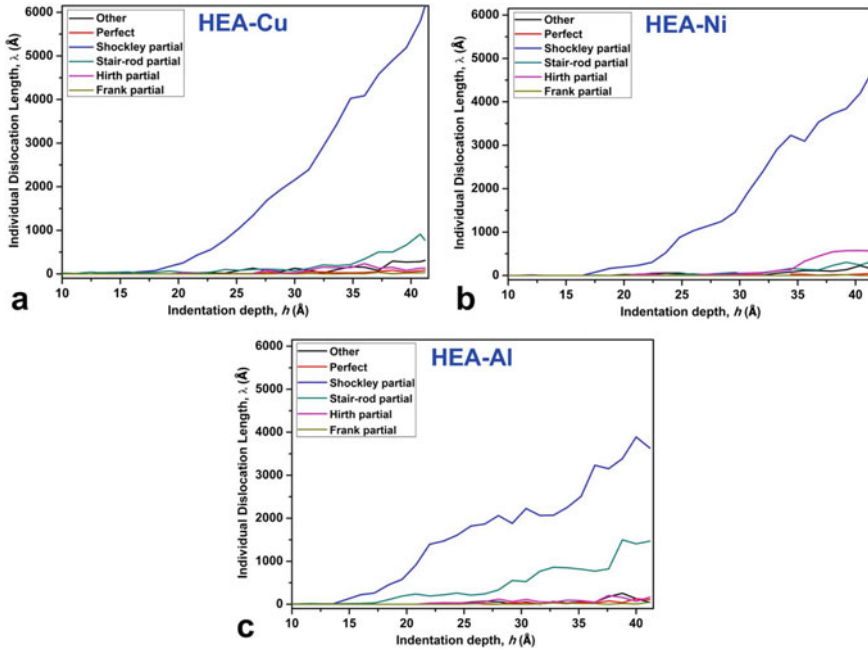 HEA-Cu
Other
Perfect
Shockley partial
Stair-rod partial
Hirth partial
Frank partial
Individual Dislocation Length, λ (Å)
6000
5000
4000
3000
2000
1000
0
10 15 20 25 30 35 40
Indentation depth, h (Å)
a
HEA-Ni
Other
Perfect
Shockley partial
Stair-rod partial
Hirth partial
Frank partial
Individual Dislocation Length, λ (Å)
6000
5000
4000
3000
2000
1000
0
10 15 20 25 30 35 40
Indentation depth, h (Å)
b
HEA-Al
Other
Perfect
Shockley partial
Stair-rod partial
Hirth partial
Frank partial
Individual Dislocation Length, λ (Å)
6000
5000
4000
3000
2000
1000
0
10 15 20 25 30 35 40
Indentation depth, h (Å)
c